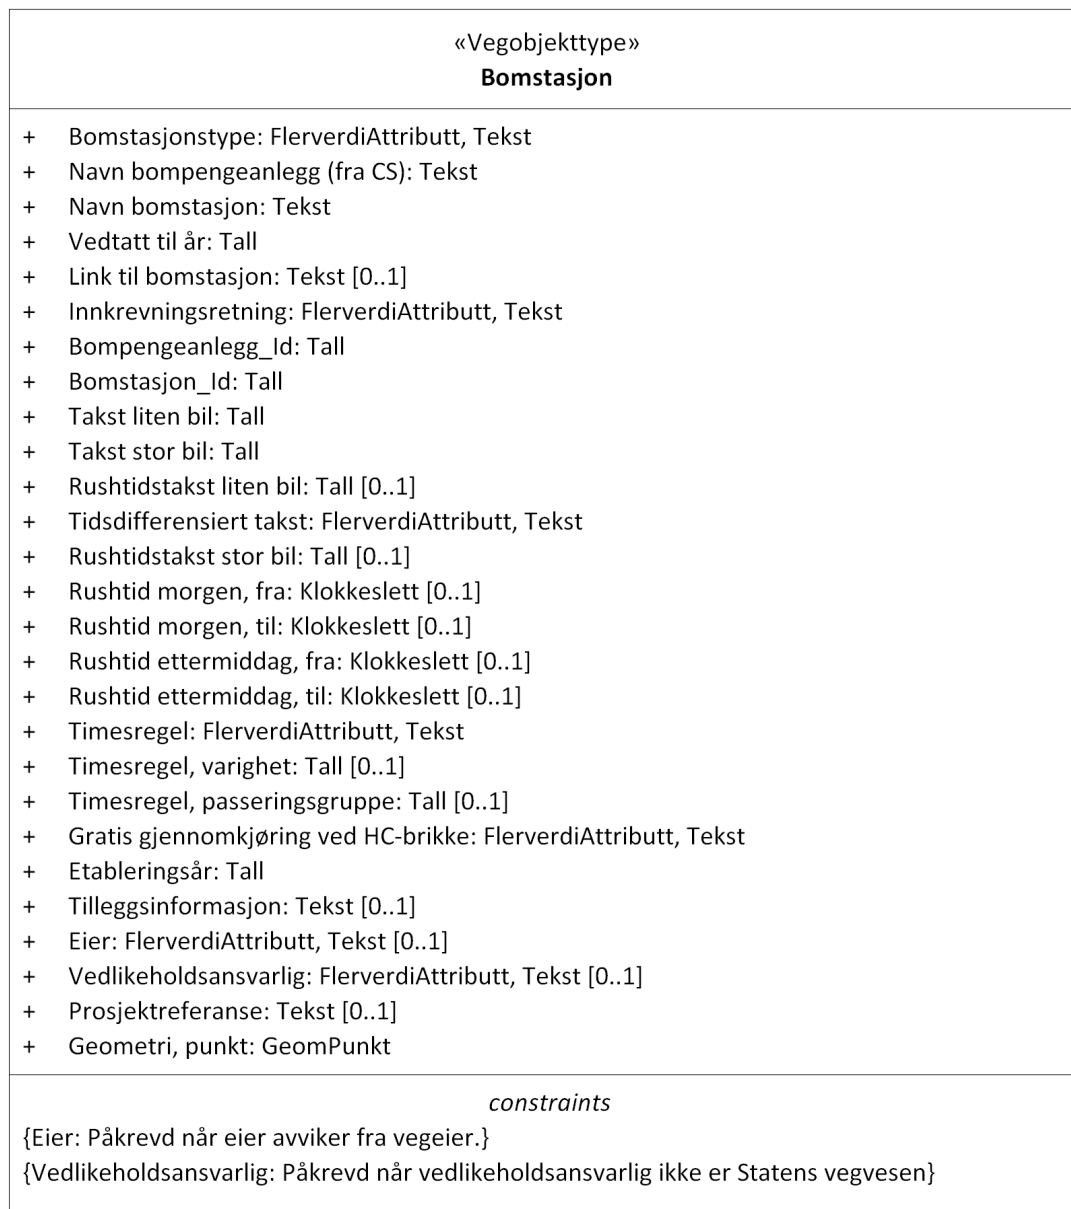 «Vegobjekttype»
Bomstasjon
+ Bomstasjonstype: FlerverdiAttributt, Tekst
+ Navn bompengeanlegg (fra CS): Tekst
+ Navn bomstasjon: Tekst
+ Vedtatt til år: Tall
+ Link til bomstasjon: Tekst [0..1]
+ Innkrevningsretning: FlerverdiAttributt, Tekst
+ Bompengeanlegg_Id: Tall
+ Bomstasjon_Id: Tall
+ Takst liten bil: Tall
+ Takst stor bil: Tall
+ Rushtidstakst liten bil: Tall [0..1]
+ Tidsdifferensiert takst: FlerverdiAttributt, Tekst
+ Rushtidstakst stor bil: Tall [0..1]
+ Rushtid morgen, fra: Klokkeslett [0..1]
+ Rushtid morgen, til: Klokkeslett [0..1]
+ Rushtid ettermiddag, fra: Klokkeslett [0..1]
+ Rushtid ettermiddag, til: Klokkeslett [0..1]
+ Timesregel: FlerverdiAttributt, Tekst
+ Timesregel, varighet: Tall [0..1]
+ Timesregel, passeringsgruppe: Tall [0..1]
+ Gratis gjennomkjøring ved HC-brikke: FlerverdiAttributt, Tekst
+ Etableringsår: Tall
+ Tilleggsinformasjon: Tekst [0..1]
+ Eier: FlerverdiAttributt, Tekst [0..1]
+ Vedlikeholdsansvarlig: FlerverdiAttributt, Tekst [0..1]
+ Prosjektreferanse: Tekst [0..1]
+ Geometri, punkt: GeomPunkt
constraints
{Eier: Påkrevd når eier avviker fra vegeier.}
{Vedlikeholdsansvarlig: Påkrevd når vedlikeholdsansvarlig ikke er Statens vegvesen}